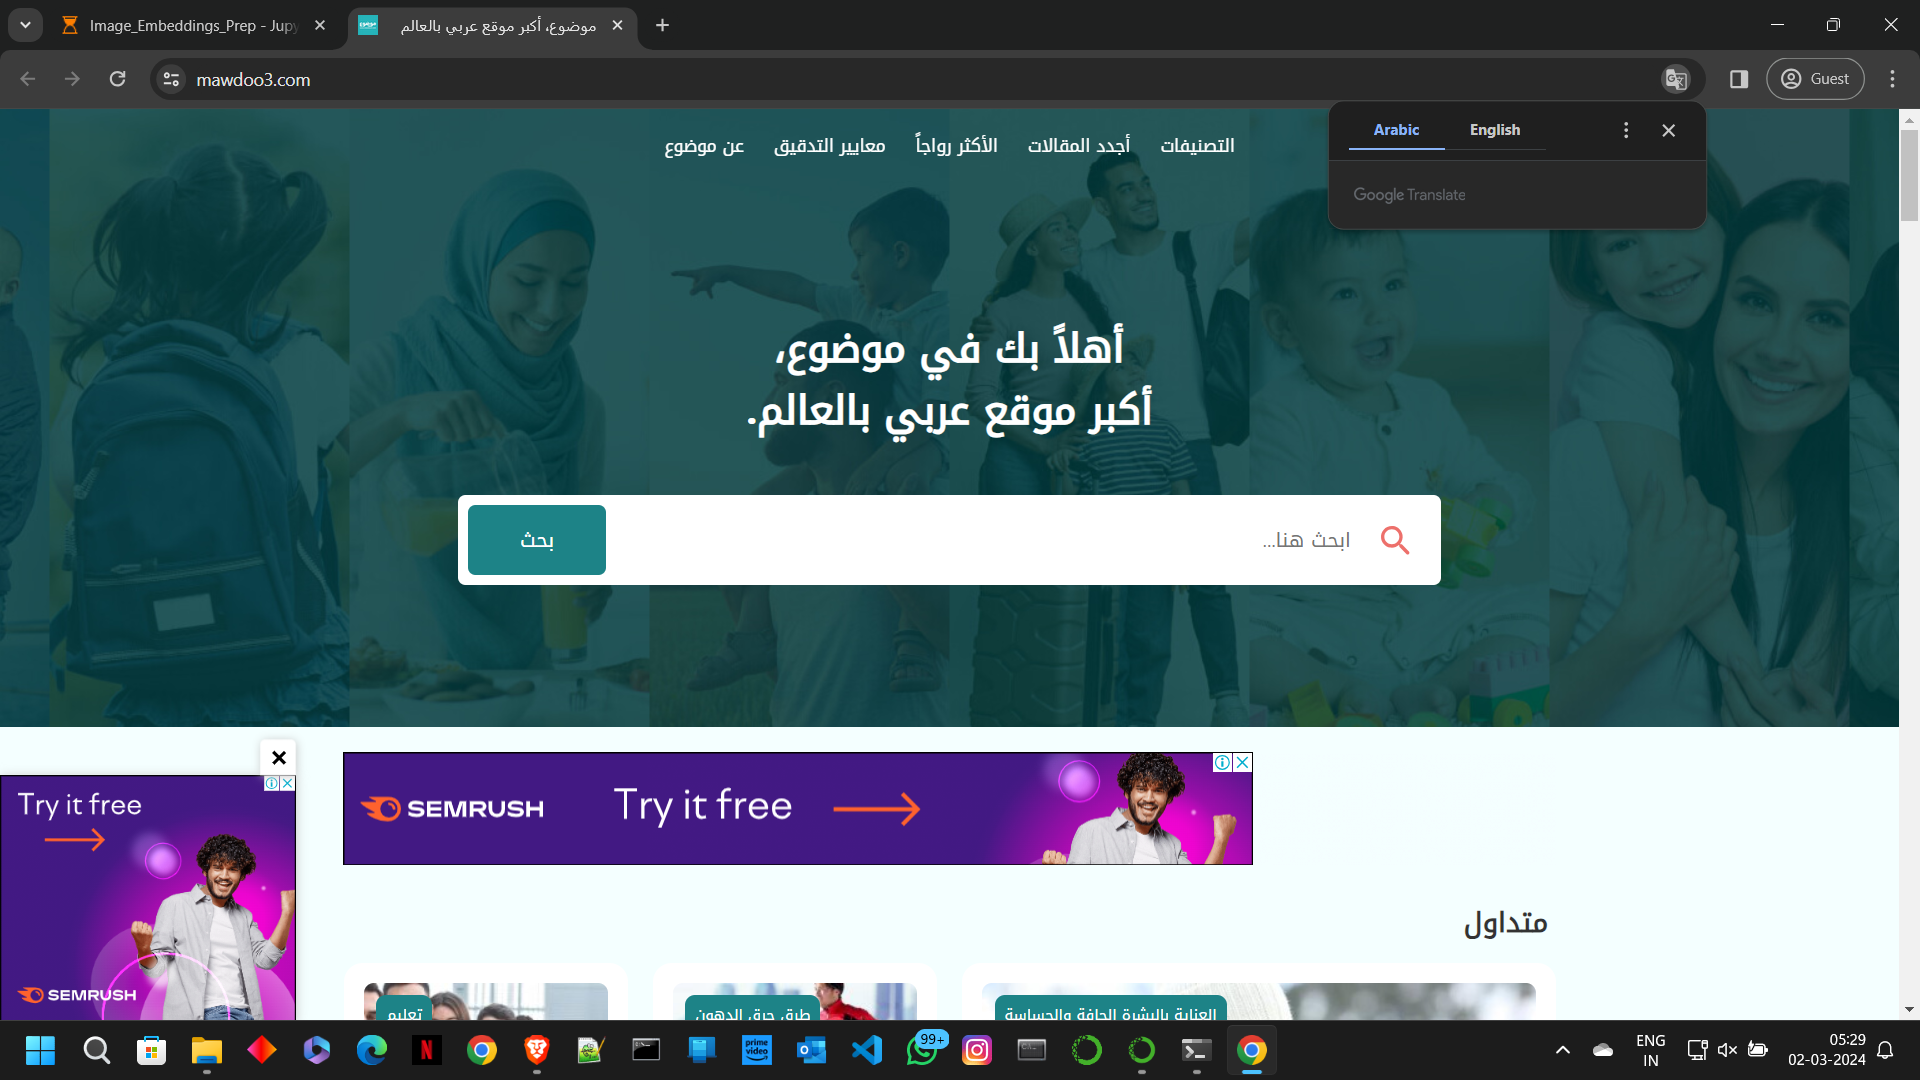 Image_Embeddings_Prep - Jupy
موضوع، أكبر موقع عربي بالعالم
mawdoo3.com
Guest
Arabic English
Google Translate
التصنيفات أجدد المقالات الأكثر رواجاً معايير التدقيق عن موضوع
أهلاً بك في موضوع،
أكبر موقع عربي بالعالم.
ابحث هنا...
بحث
SEMRUSH Try it free
Try it free
SEMRUSH
متداول
العناية بالبشرة الجافة والحساسة
طرق حرق الدهون
تعليم
prime video
99+
ENG
IN
05:29
02-03-2024